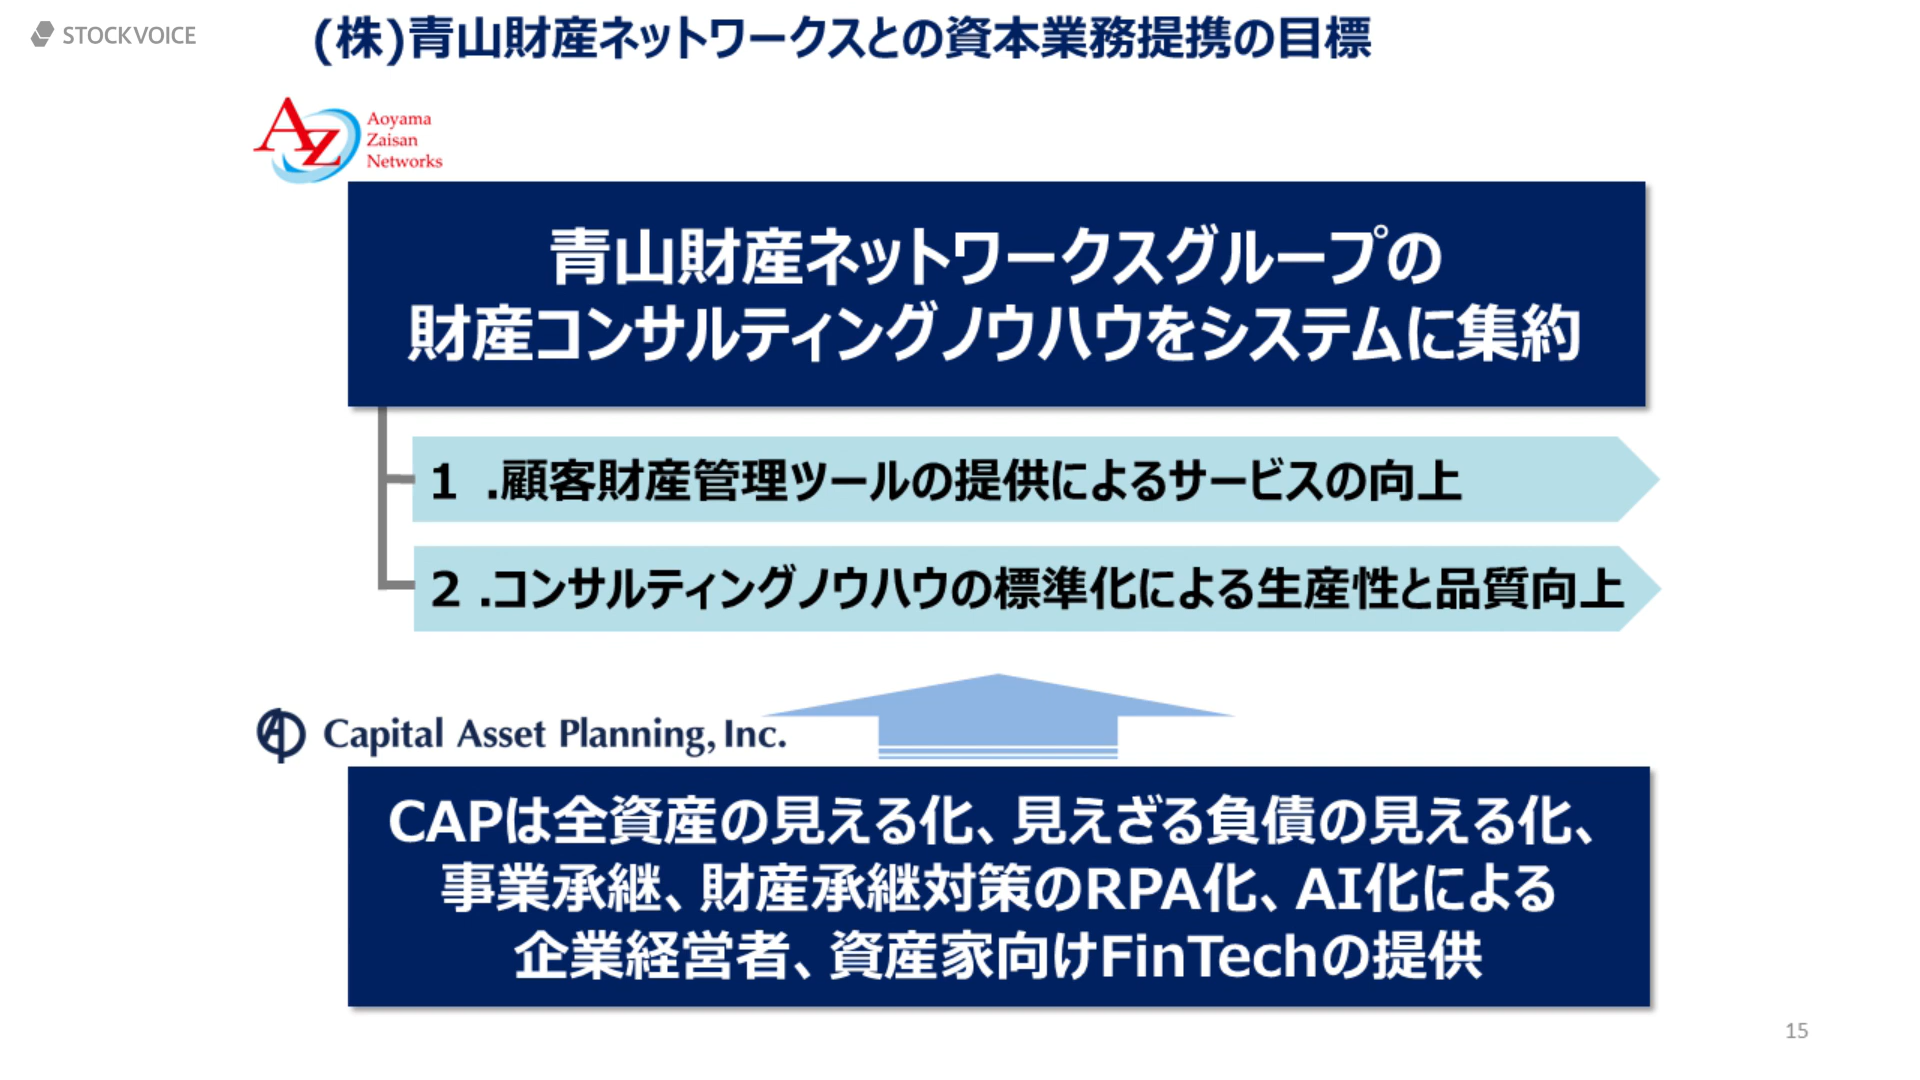 STOCKVOICE
(株)青山財産ネットワークスとの資本業務提携の目標
AZ
Aoyama
Zaisan
Networks
青山財産ネットワークスグループの
財産コンサルティングノウハウをシステムに集約
1 .顧客財産管理ツールの提供によるサービスの向上
2 .コンサルティングノウハウの標準化による生産性と品質向上
Capital Asset Planning, Inc.
CAPは全資産の見える化、見えざる負債の見える化、
事業承継、財産承継対策のRPA化、AI化による
企業経営者、資産家向けFinTechの提供
15